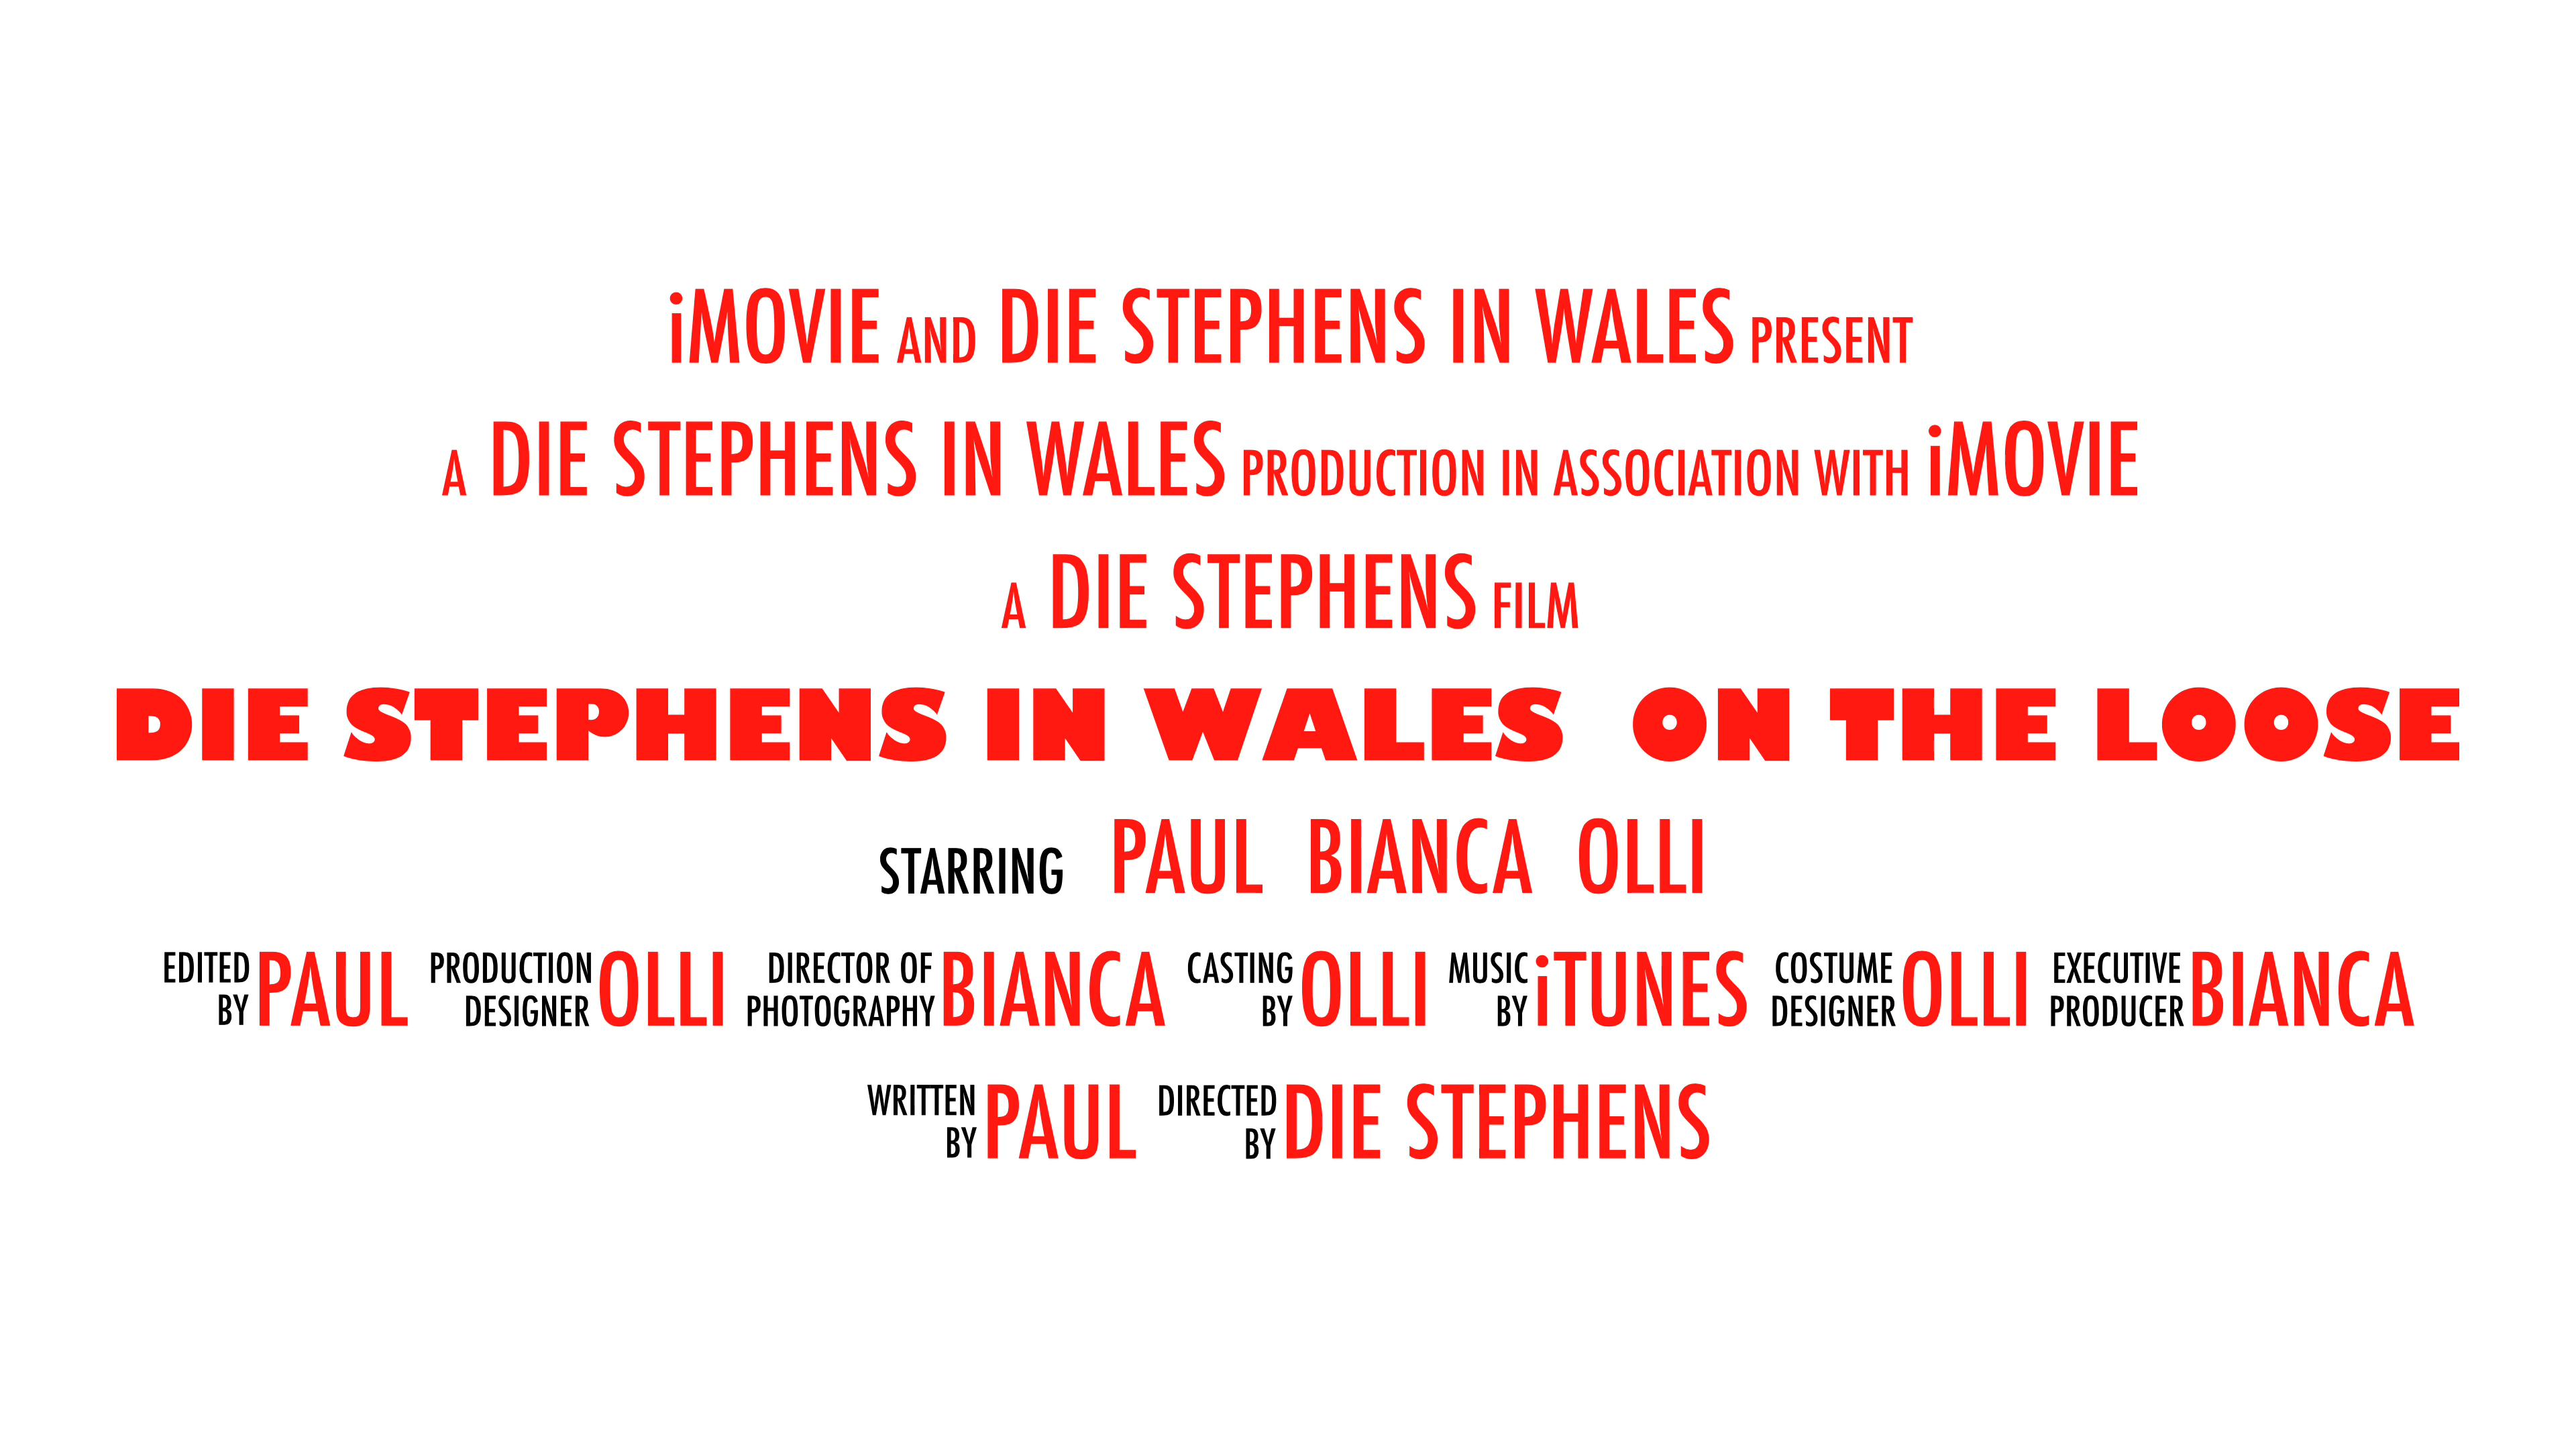 iMOVIE AND DIE STEPHENS IN WALES PRESENT
A DIE STEPHENS IN WALES PRODUCTION IN ASSOCIATION WITH iMOVIE
A DIE STEPHENS FILM
DIE STEPHENS IN WALES ON THE LOOSE
STARRING PAUL BIANCA OLLI
EDITED BY PAUL PRODUCTION DESIGNER OLLI DIRECTOR OF PHOTOGRAPHY BIANCA CASTING BY OLLI MUSIC BY iTUNES COSTUME DESIGNER OLLI EXECUTIVE PRODUCER BIANCA
WRITTEN BY PAUL DIRECTED BY DIE STEPHENS